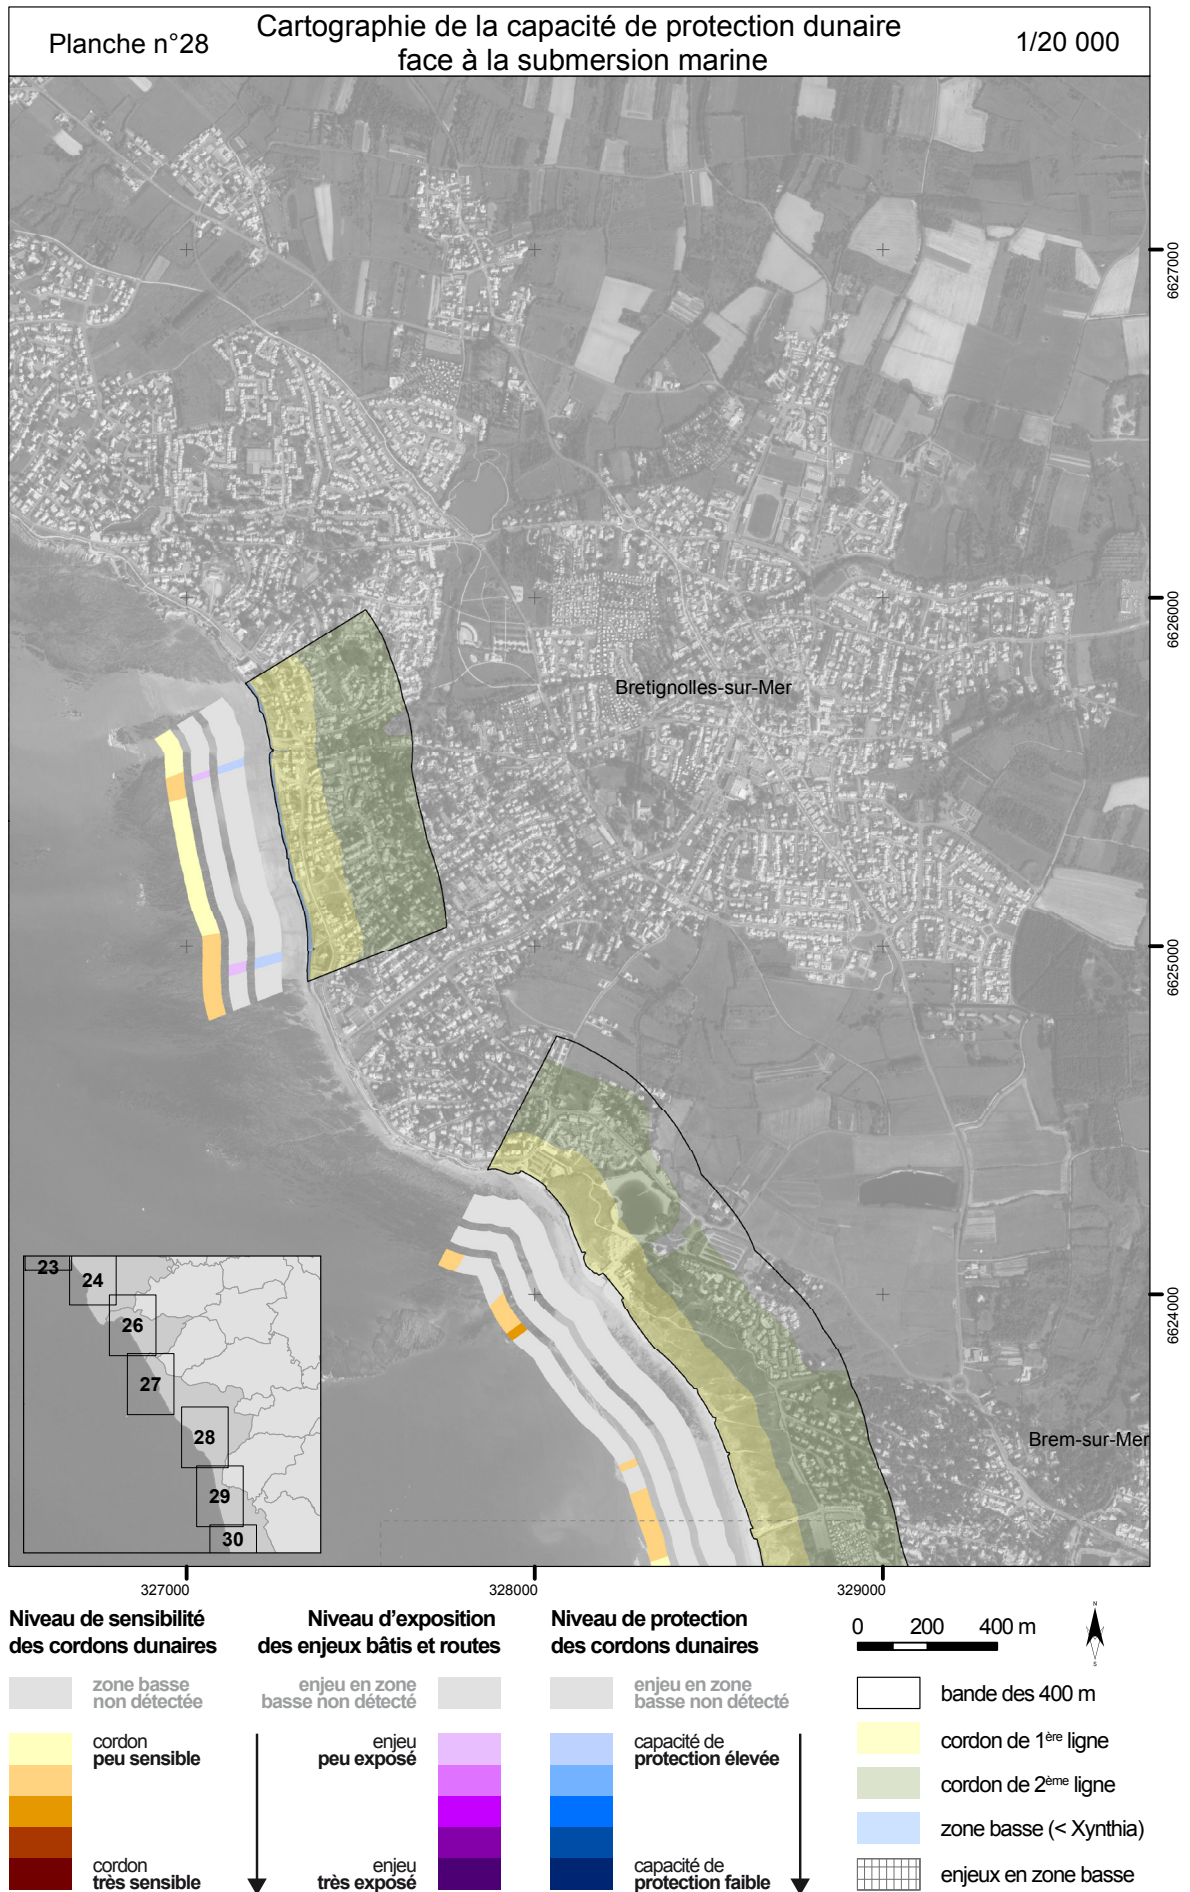 Planche n°28
Cartographie de la capacité de protection dunaire
face à la submersion marine
1/20 000
6627000
6626000
Bretignolles-sur-Mer
6625000
6624000
Brem-sur-Mer
23
24
26
27
28
29
30
327000
328000
329000
Niveau de sensibilité
des cordons dunaires
zone basse
non détectée
cordon
peu sensible
cordon
très sensible
Niveau d'exposition
des enjeux bâtis et routes
enjeu en zone
basse non détecté
enjeu
peu exposé
enjeu
très exposé
Niveau de protection
des cordons dunaires
enjeu en zone
basse non détecté
capacité de
protection élevée
capacité de
protection faible
0 200 400 m
N
S
bande des 400 m
cordon de 1ère ligne
cordon de 2ème ligne
zone basse (< Xynthia)
enjeux en zone basse